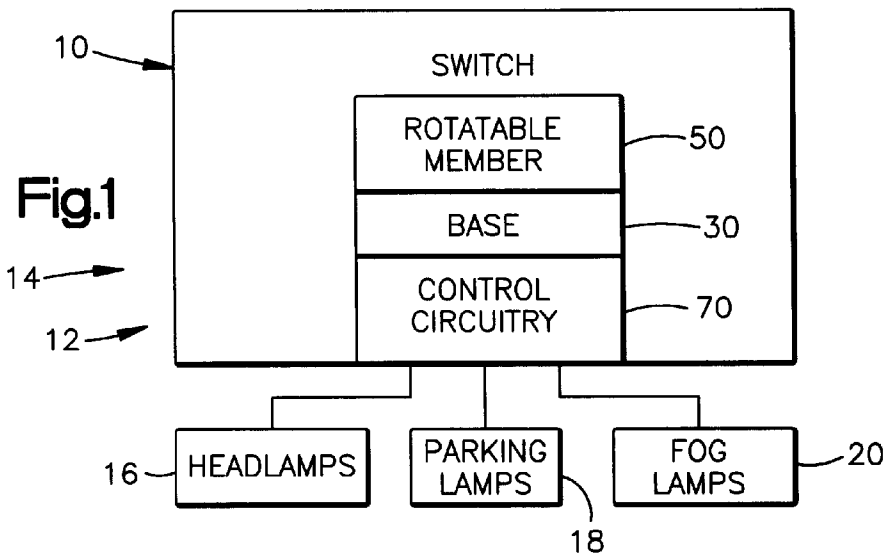 10
SWITCH
ROTATABLE
MEMBER
50
Fig.1
BASE
30
14
CONTROL
CIRCUITRY
70
12
16
HEADLAMPS
PARKING
LAMPS
18
FOG
LAMPS
20